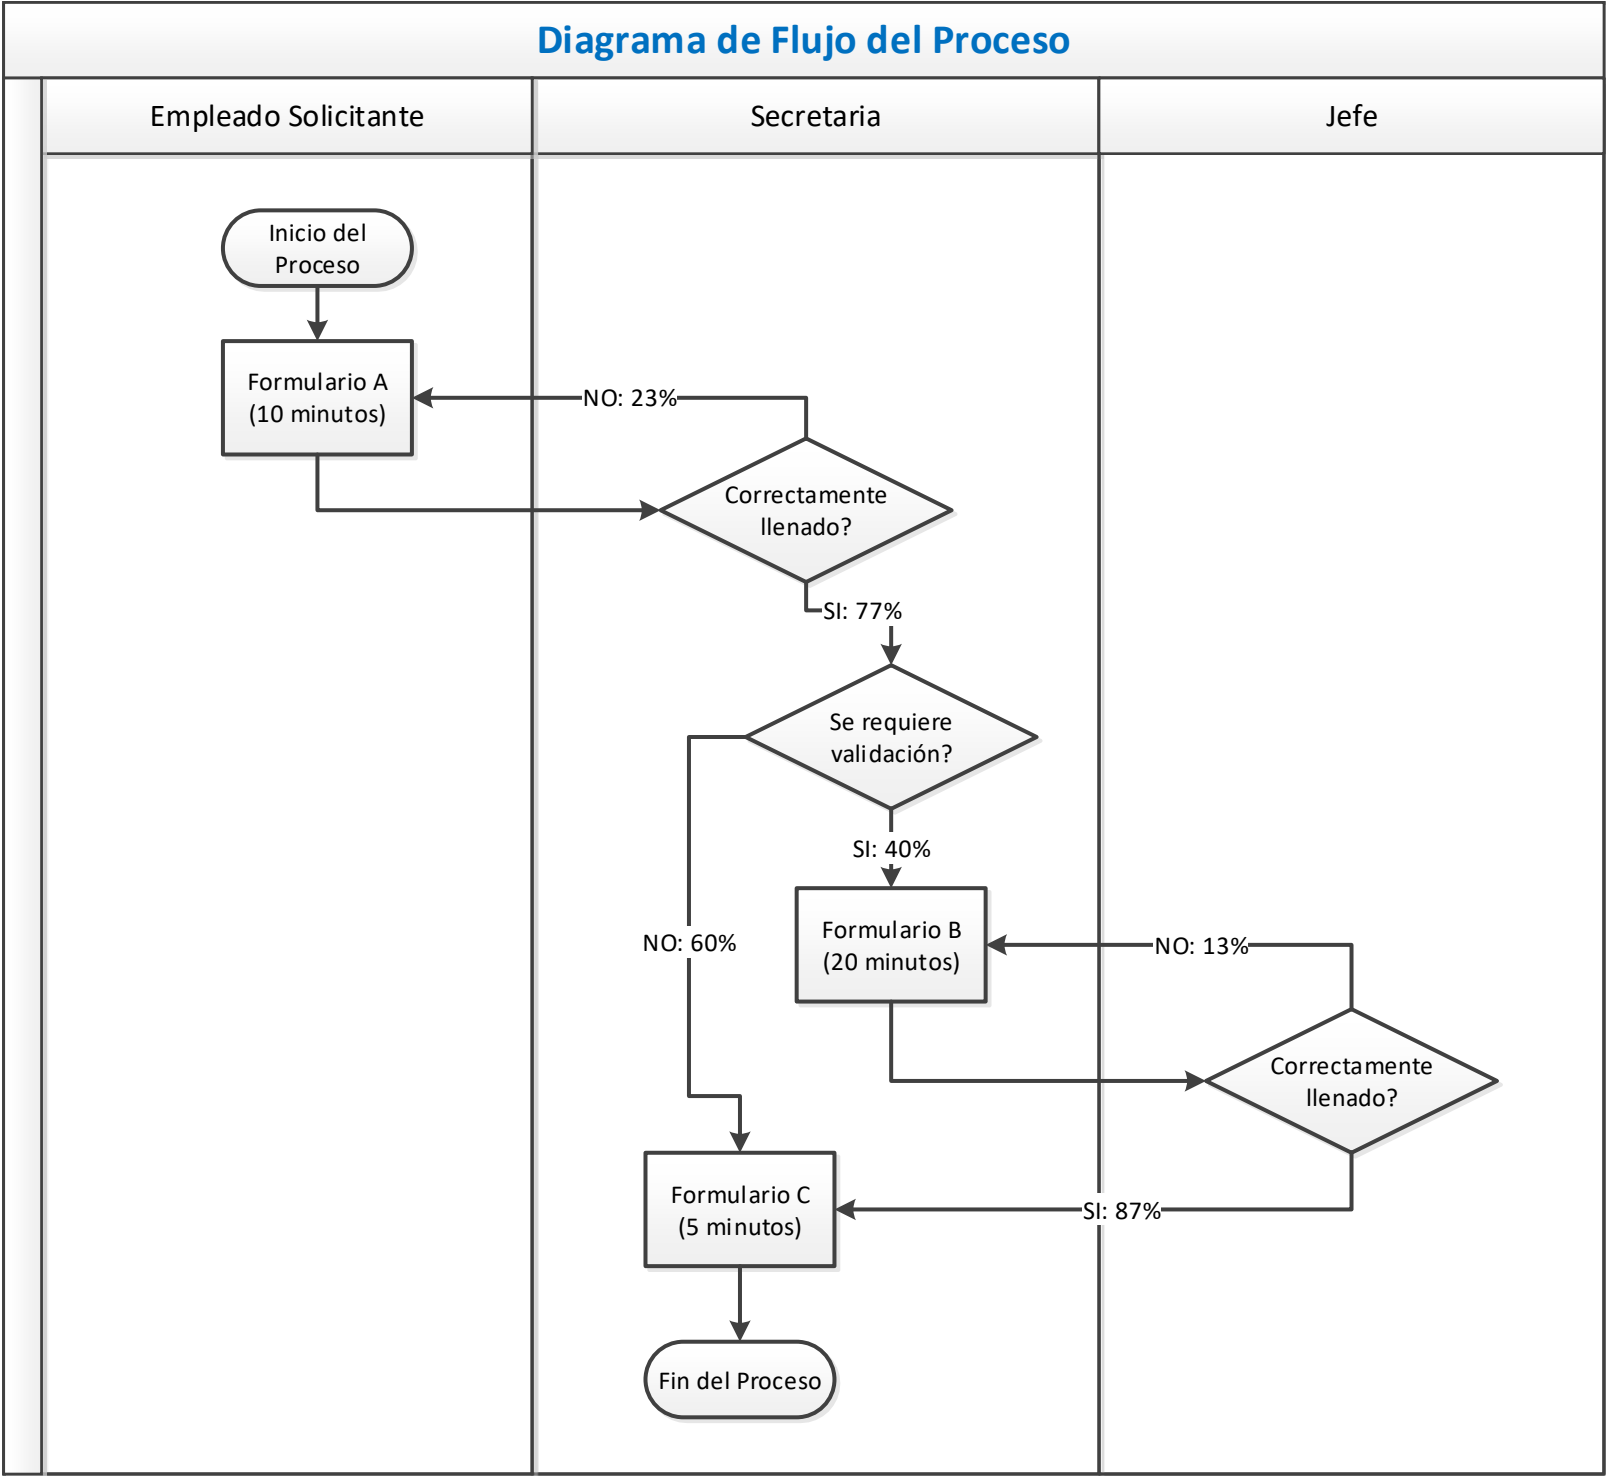 Diagrama de Flujo del Proceso
Empleado Solicitante
Secretaria
Jefe
Inicio del
Proceso
Formulario A
(10 minutos)
NO: 23%
Correctamente
llenado?
SI: 77%
Se requiere
validación?
SI: 40%
NO: 60%
Formulario B
(20 minutos)
NO: 13%
Correctamente
llenado?
Formulario C
(5 minutos)
SI: 87%
Fin del Proceso